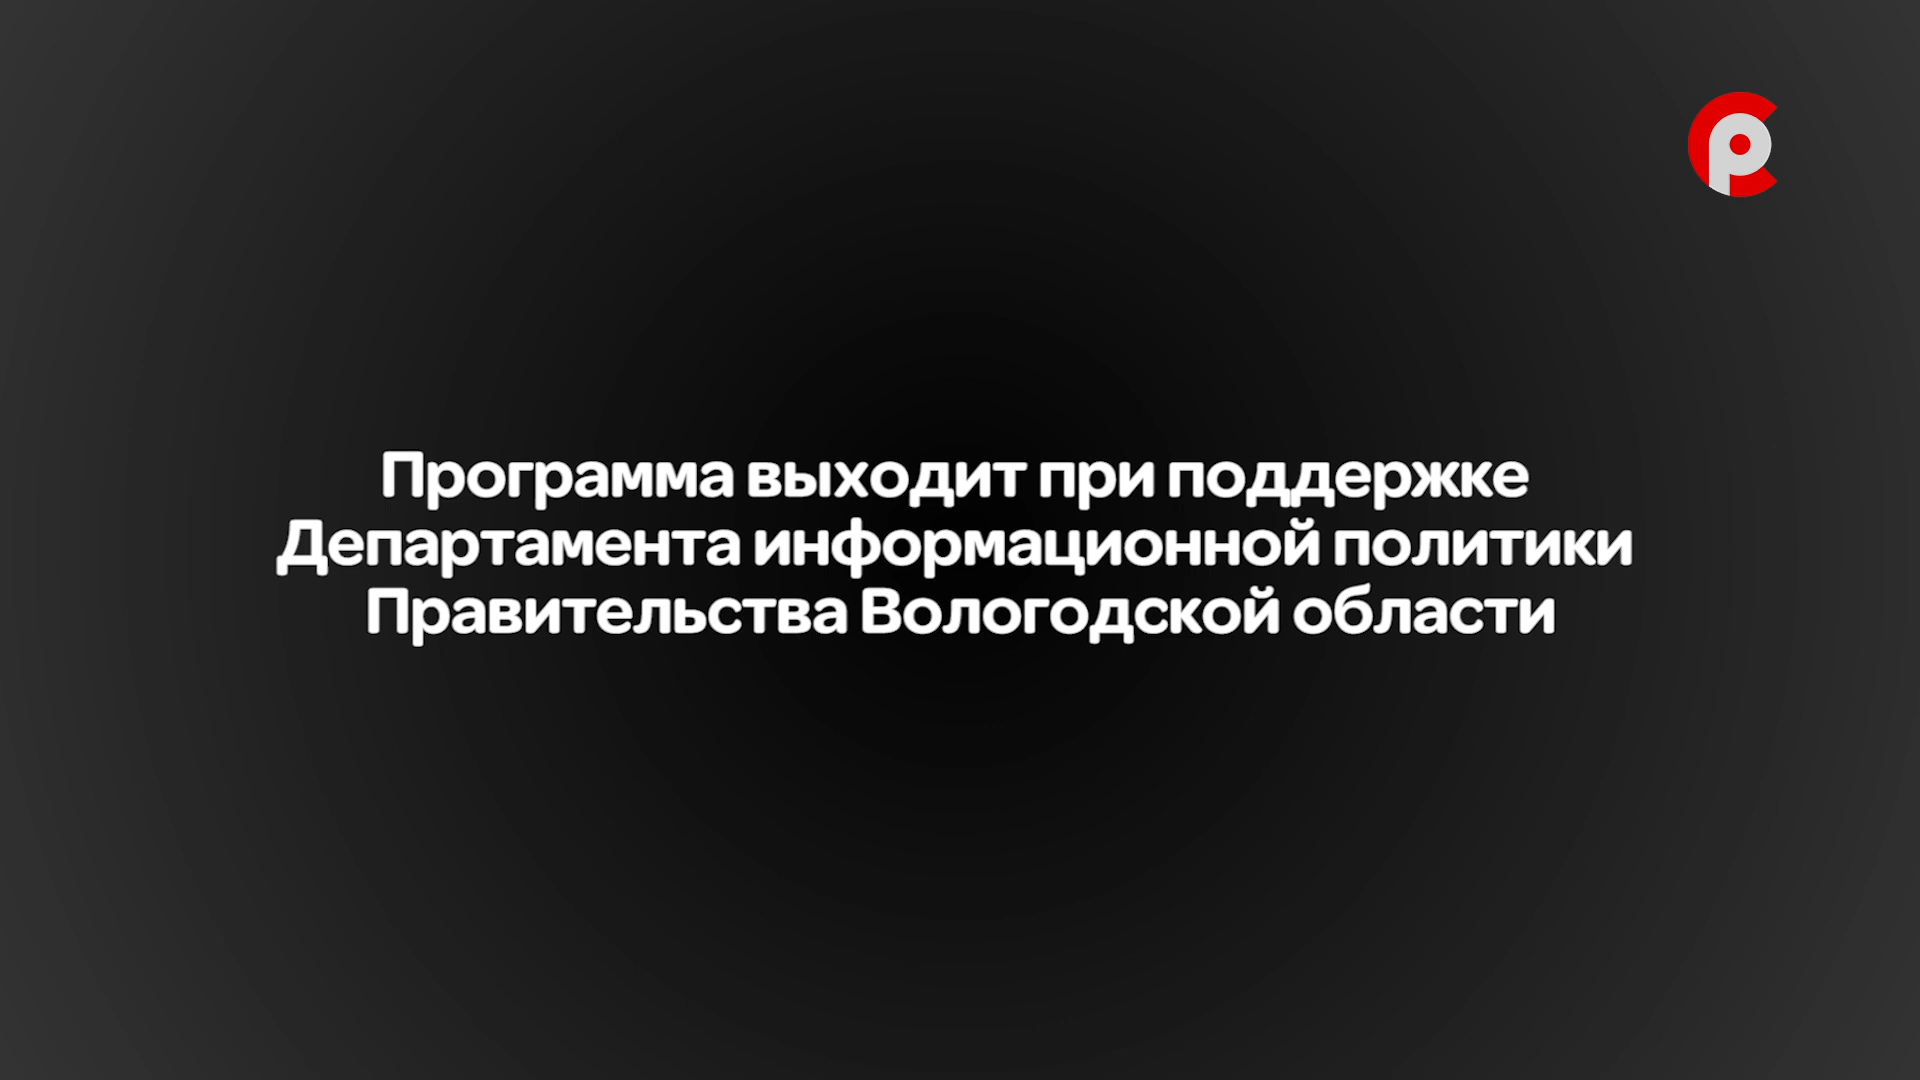 Программа выходит при поддержке
Департамента информационной политики
Правительства Вологодской области